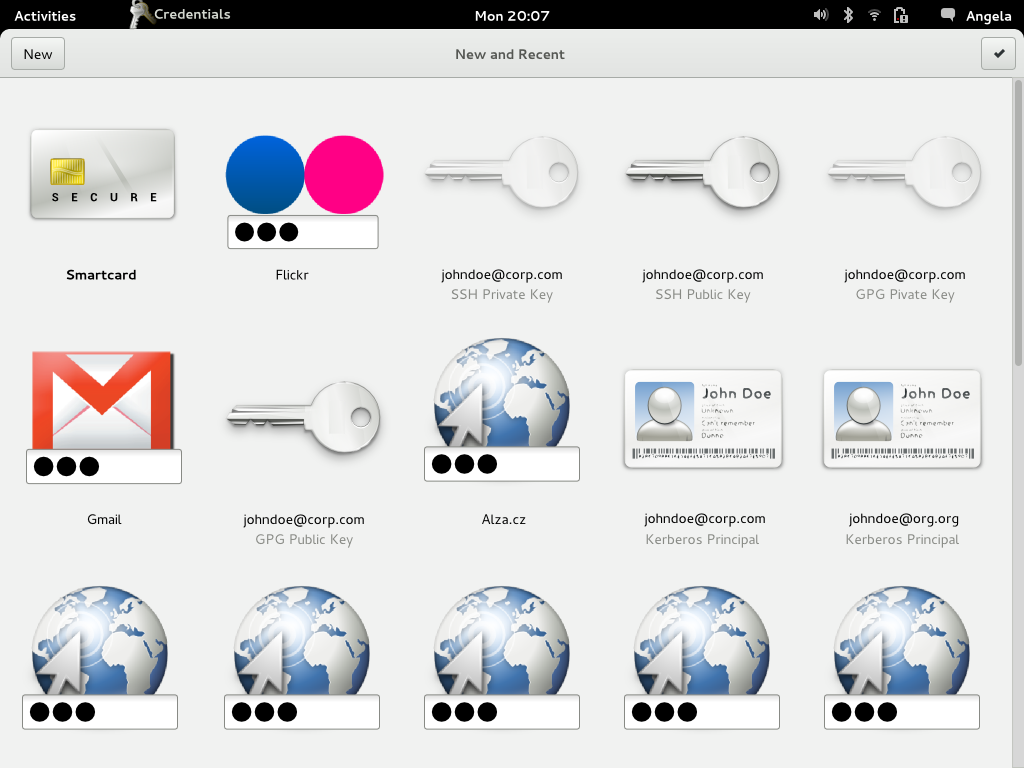 Activities
Credentials
Mon 20:07
Angela
New
New and Recent
SECURE
Smartcard
Flickr
johndoe@corp.com
SSH Private Key
johndoe@corp.com
SSH Public Key
johndoe@corp.com
GPG Pivate Key
Gmail
johndoe@corp.com
GPG Public Key
Alza.cz
John Doe
Unknown
Can't remember
Dunno
johndoe@corp.com
Kerberos Principal
John Doe
Unknown
Can't remember
Dunno
johndoe@org.org
Kerberos Principal